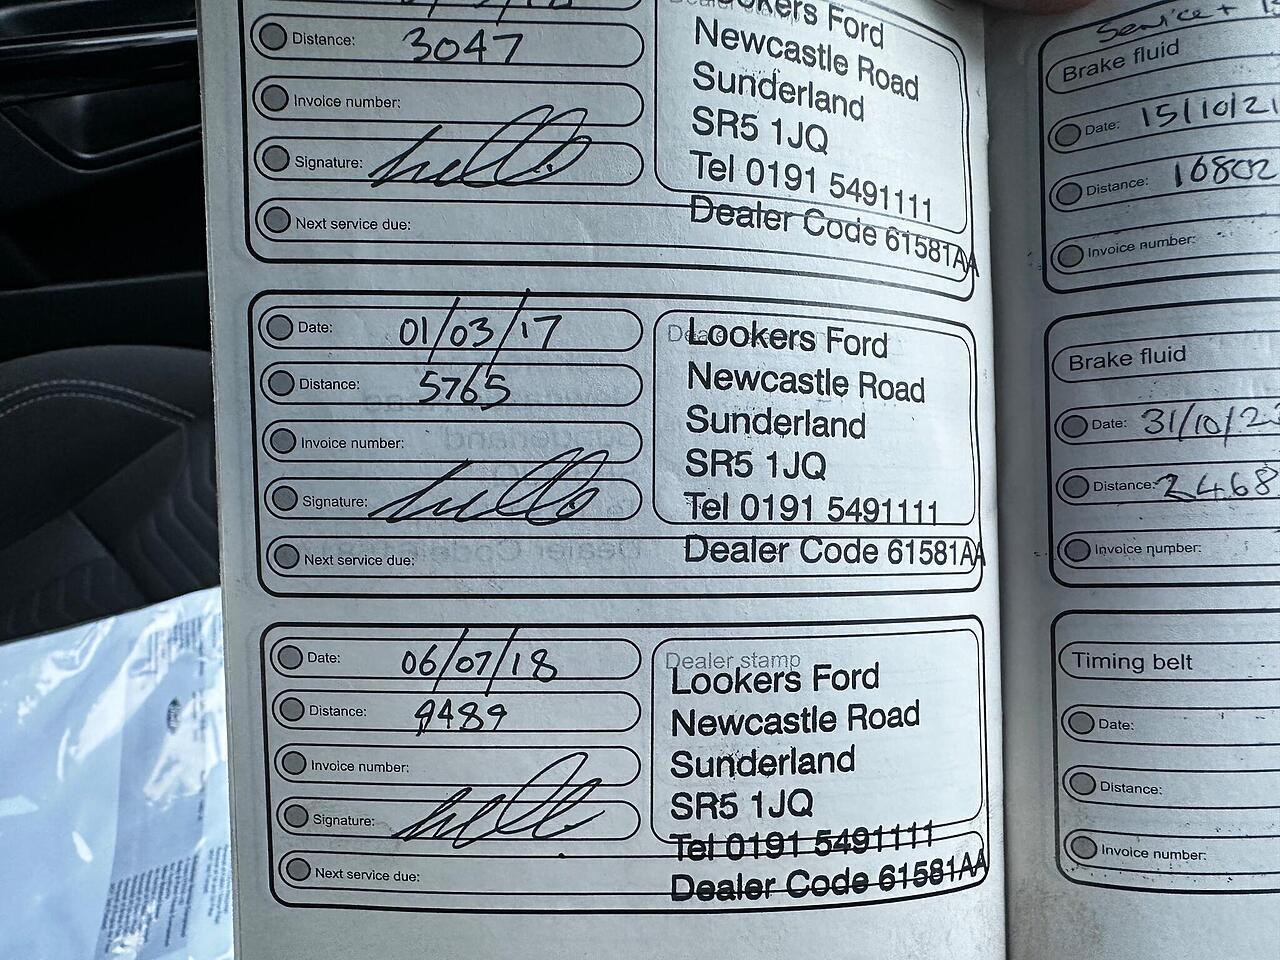 Distance: 3047
Invoice number:
Signature:
Next service due:
Lookers Ford
Newcastle Road
Sunderland
SR5 1JQ
Tel 0191 5491111
Dealer Code 61581AA
Date: 01/03/17
Distance: 5765
Invoice number:
Signature:
Next service due:
Lookers Ford
Newcastle Road
Sunderland
SR5 1JQ
Tel 0191 5491111
Dealer Code 61581AA
Date: 06/07/18
Distance: 9489
Invoice number:
Signature:
Next service due:
Dealer stamp
Lookers Ford
Newcastle Road
Sunderland
SR5 1JQ
Tel 0191 5491111
Dealer Code 61581AA
Service +
Brake fluid
Date: 15/10/21
Distance: 16802
Invoice number:
Brake fluid
Date: 31/10/2
Distance: 2468
Invoice number:
Timing belt
Date:
Distance:
Invoice number: